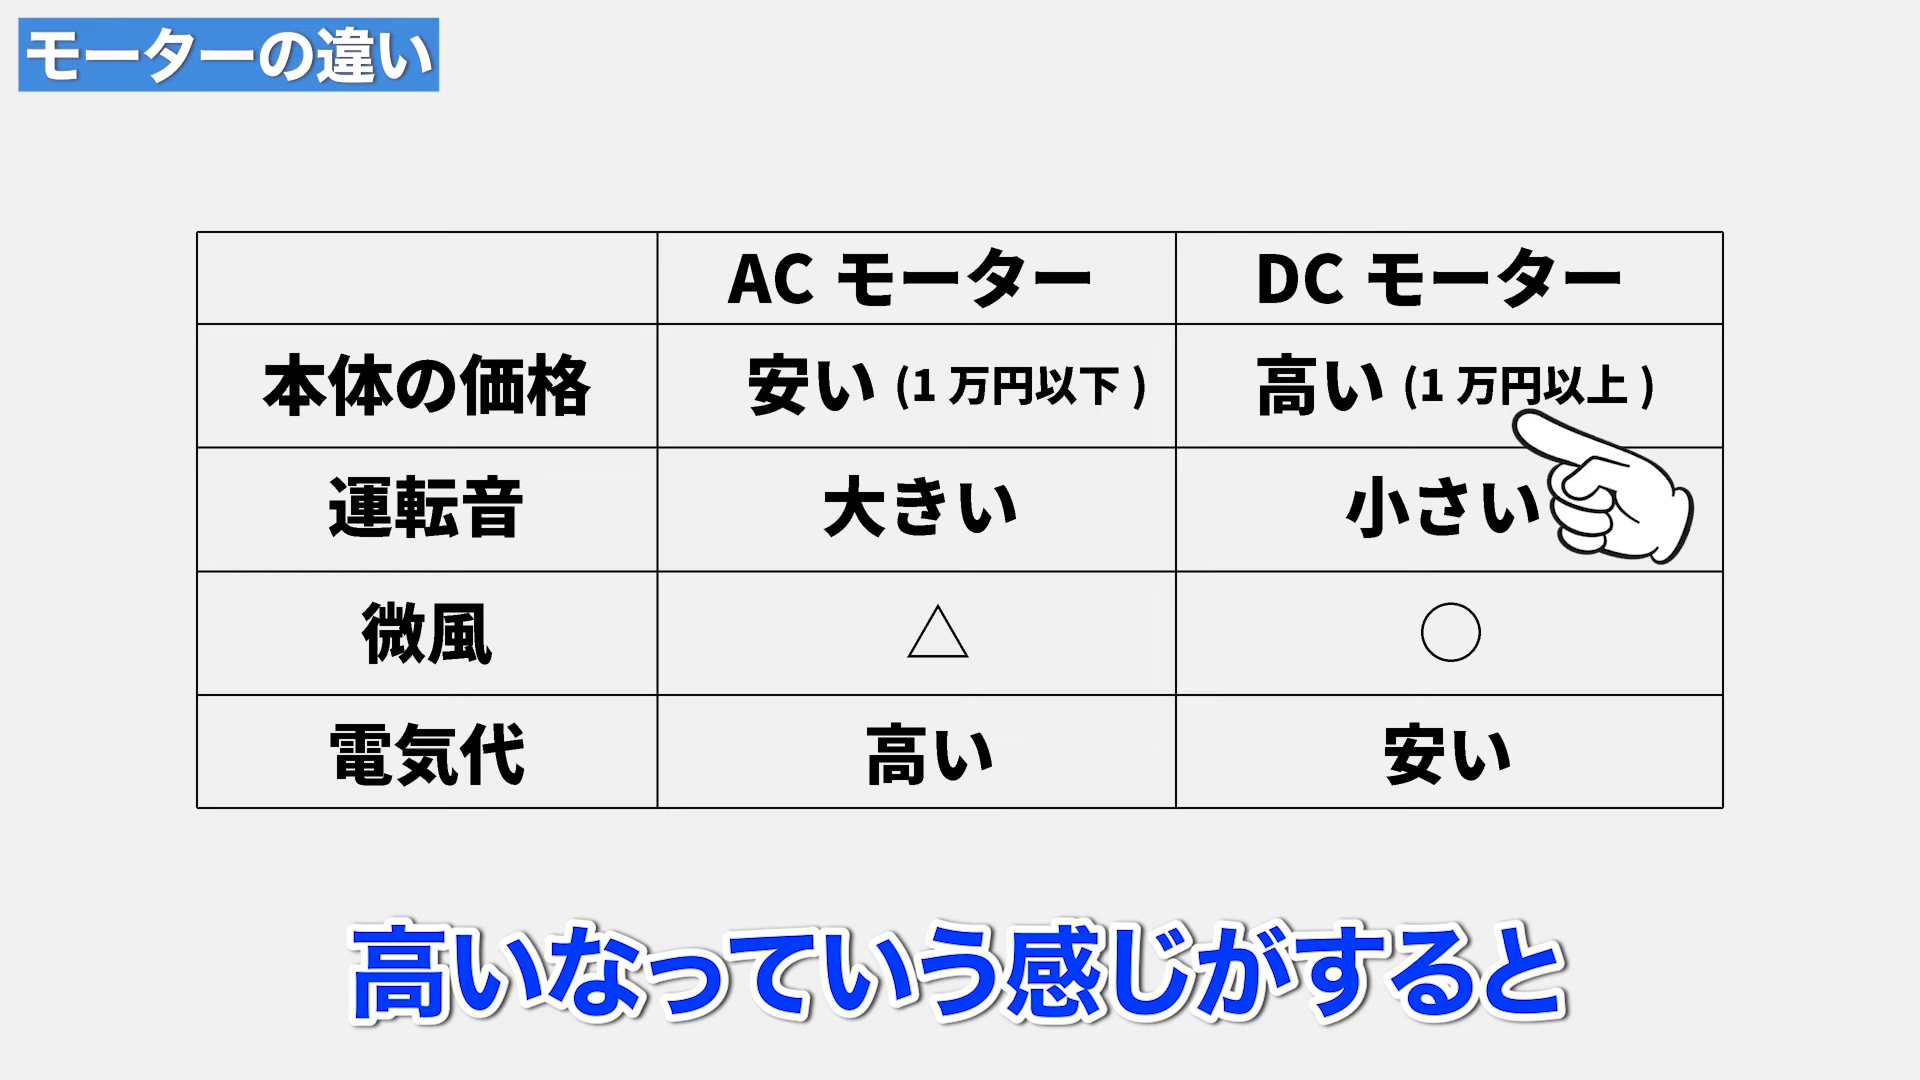 モーターの違い
AC モーター DC モーター
本体の価格 安い (1 万円以下 ) 高い (1 万円以上 )
運転音 大きい 小さい
微風 △ ○
電気代 高い 安い
高いなっていう感じがすると